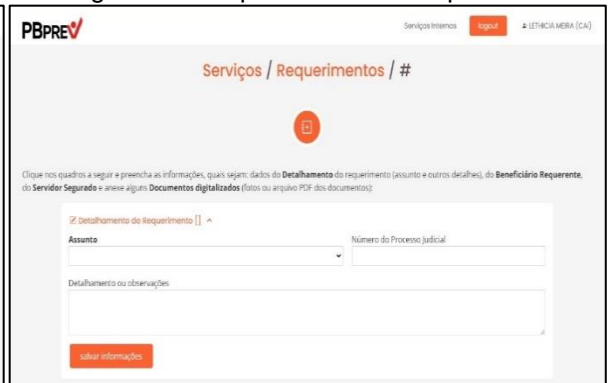 PBPREV
Serviços Internos
logout
LETHICIA MEIRA (CAI)
Serviços / Requerimentos / #
Clique nos quadros a seguir e preencha as informações, quais sejam: dados do Detalhamento do requerimento (assunto e outros detalhes), do Beneficiário Requerente,
do Servidor Segurado e anexe alguns Documentos digitalizados (fotos ou arquivo PDF dos documentos):
Detalhamento do Requerimento []
Assunto
Número do Processo Judicial
Detalhamento ou observações
salvar informações